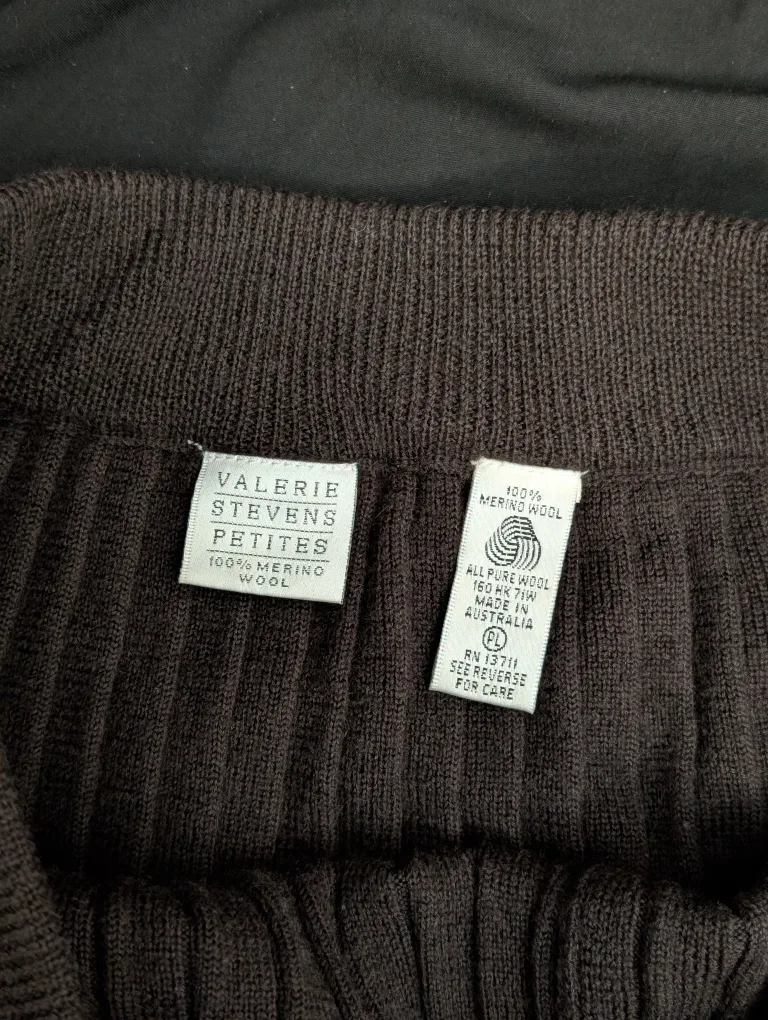 VALERIE
STEVENS
PETITES
100% MERINO
WOOL
100%
MERINO WOOL
ALL PURE WOOL
160 HK 71W
MADE IN
AUSTRALIA
PL
RN 13711
SEE REVERSE
FOR CARE